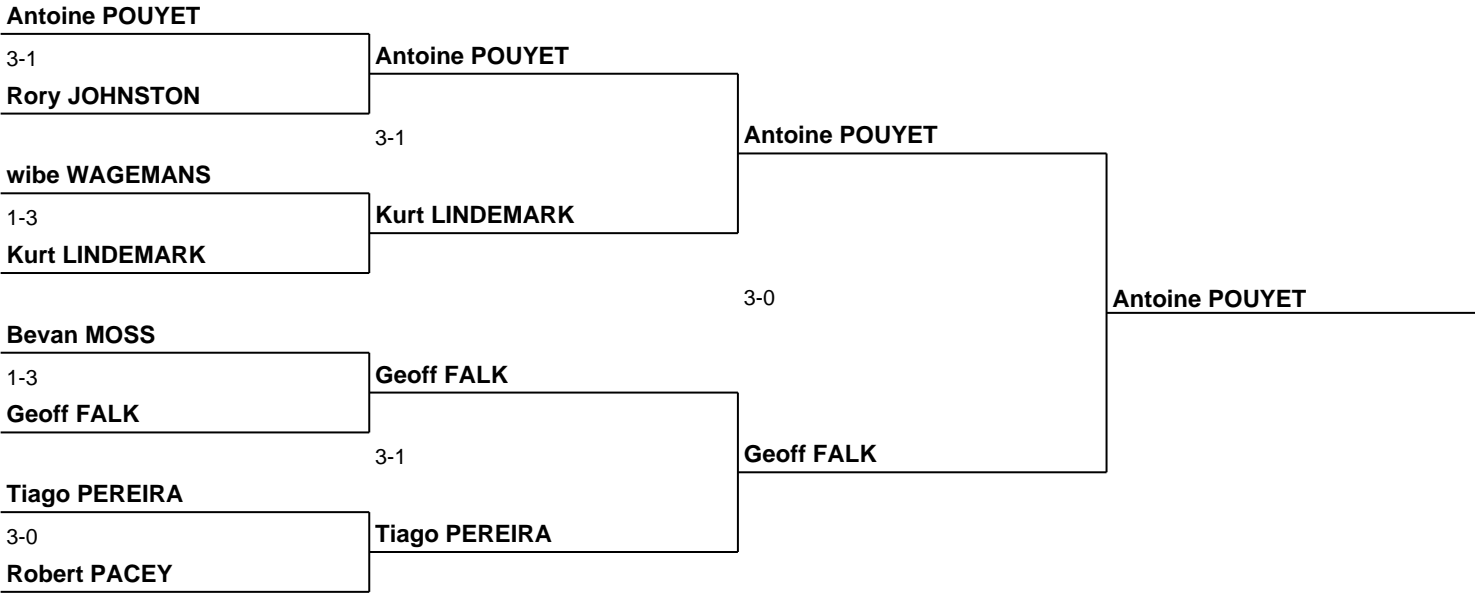 Antoine POUYET
3-1
Rory JOHNSTON
Antoine POUYET
3-1
Antoine POUYET
wibe WAGEMANS
1-3
Kurt LINDEMARK
Kurt LINDEMARK
3-0
Antoine POUYET
Bevan MOSS
1-3
Geoff FALK
Geoff FALK
3-1
Geoff FALK
Tiago PEREIRA
3-0
Robert PACEY
Tiago PEREIRA